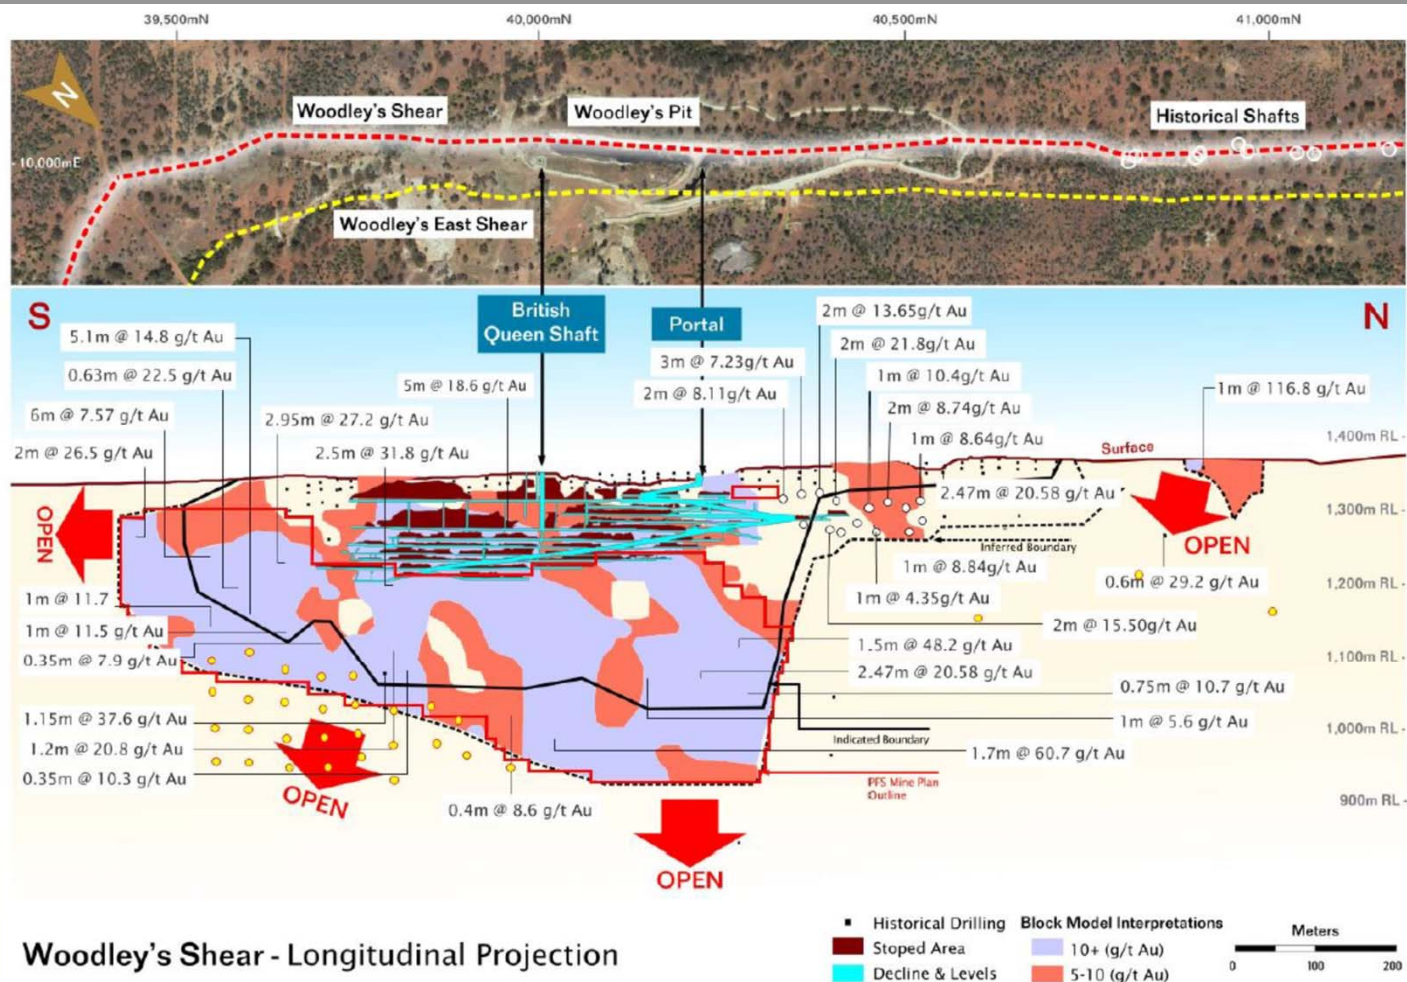 39,500mN
40,000mN
40,500mN
41,000mN
N
Woodley's Shear
Woodley's Pit
Historical Shafts
10,000mE
Woodley's East Shear
S
British
Queen Shaft
Portal
N
2m @ 13.65g/t Au
5.1m @ 14.8 g/t Au
2m @ 21.8g/t Au
3m @ 7.23g/t Au
0.63m @ 22.5 g/t Au
1m @ 10.4g/t Au
5m @ 18.6 g/t Au
2m @ 8.11g/t Au
1m @ 116.8 g/t Au
6m @ 7.57 g/t Au
2.95m @ 27.2 g/t Au
2m @ 8.74g/t Au
2m @ 26.5 g/t Au
2.5m @ 31.8 g/t Au
1m @ 8.64g/t Au
Surface
1,400m RL
2.47m @ 20.58 g/t Au
1,300m RL
OPEN
OPEN
Inferred Boundary
1m @ 8.84g/t Au
0.6m @ 29.2 g/t Au
1,200m RL
1m @ 11.7
1m @ 4.35g/t Au
1m @ 11.5 g/t Au
2m @ 15.50g/t Au
1.5m @ 48.2 g/t Au
0.35m @ 7.9 g/t Au
1,100m RL
2.47m @ 20.58 g/t Au
0.75m @ 10.7 g/t Au
1.15m @ 37.6 g/t Au
1m @ 5.6 g/t Au
1,000m RL
Indicated Boundary
1.2m @ 20.8 g/t Au
1.7m @ 60.7 g/t Au
0.35m @ 10.3 g/t Au
PFS Mine Plan
Outline
OPEN
0.4m @ 8.6 g/t Au
900m RL
OPEN
Woodley's Shear - Longitudinal Projection
Historical Drilling
Stoped Area
Decline & Levels
Block Model Interpretations
10+ (g/t Au)
5-10 (g/t Au)
Meters
0 100 200